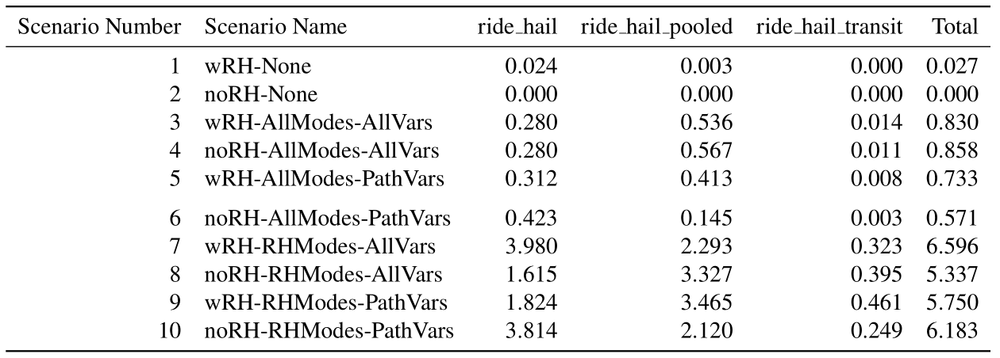 Scenario Number Scenario Name ride_hail ride_hail_pooled ride_hail_transit Total
1 wRH-None 0.024 0.003 0.000 0.027
2 noRH-None 0.000 0.000 0.000 0.000
3 wRH-AllModes-AllVars 0.280 0.536 0.014 0.830
4 noRH-AllModes-AllVars 0.280 0.567 0.011 0.858
5 wRH-AllModes-PathVars 0.312 0.413 0.008 0.733
6 noRH-AllModes-PathVars 0.423 0.145 0.003 0.571
7 wRH-RHModes-AllVars 3.980 2.293 0.323 6.596
8 noRH-RHModes-AllVars 1.615 3.327 0.395 5.337
9 wRH-RHModes-PathVars 1.824 3.465 0.461 5.750
10 noRH-RHModes-PathVars 3.814 2.120 0.249 6.183